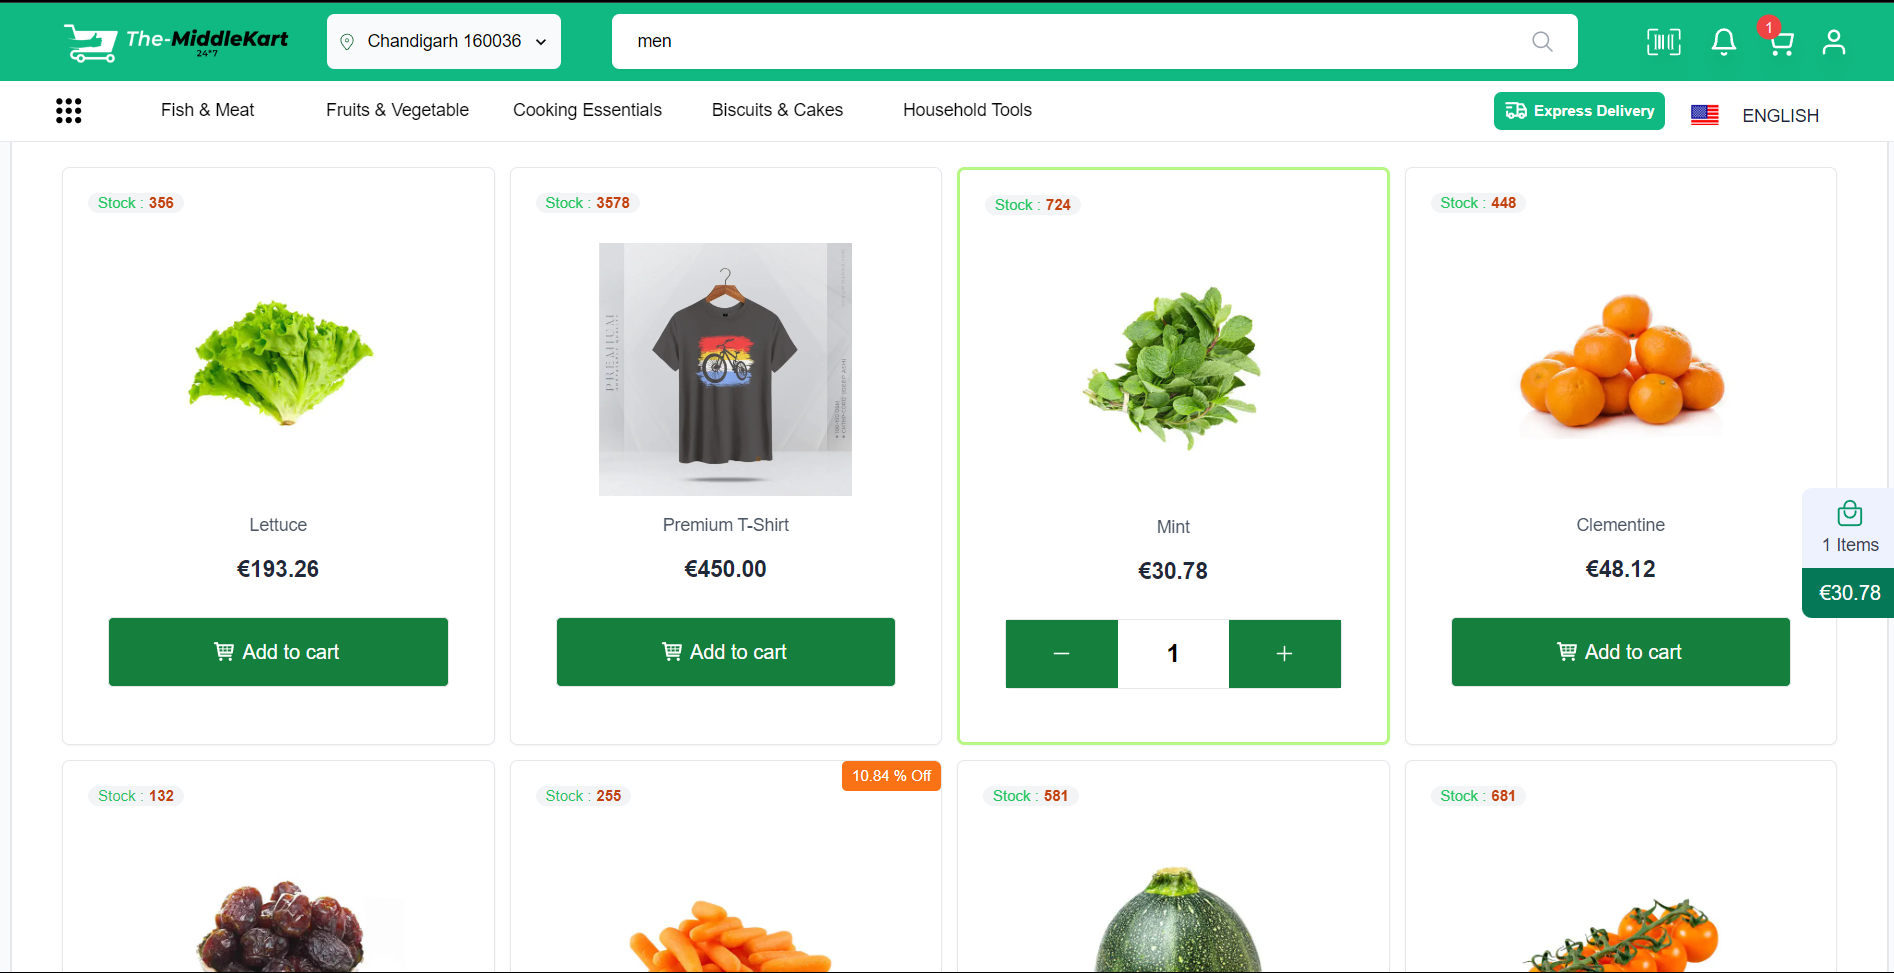 The-MiddleKart
24*7
Chandigarh 160036
men
1
Fish & Meat
Fruits & Vegetable
Cooking Essentials
Biscuits & Cakes
Household Tools
Express Delivery
ENGLISH
Stock : 356
Stock : 3578
Stock : 724
Stock : 448
PREMIUM
Lettuce
Premium T-Shirt
Mint
Clementine
€193.26
€450.00
€30.78
€48.12
1 Items
€30.78
Add to cart
Add to cart
1
Add to cart
10.84 % Off
Stock : 132
Stock : 255
Stock : 581
Stock : 681